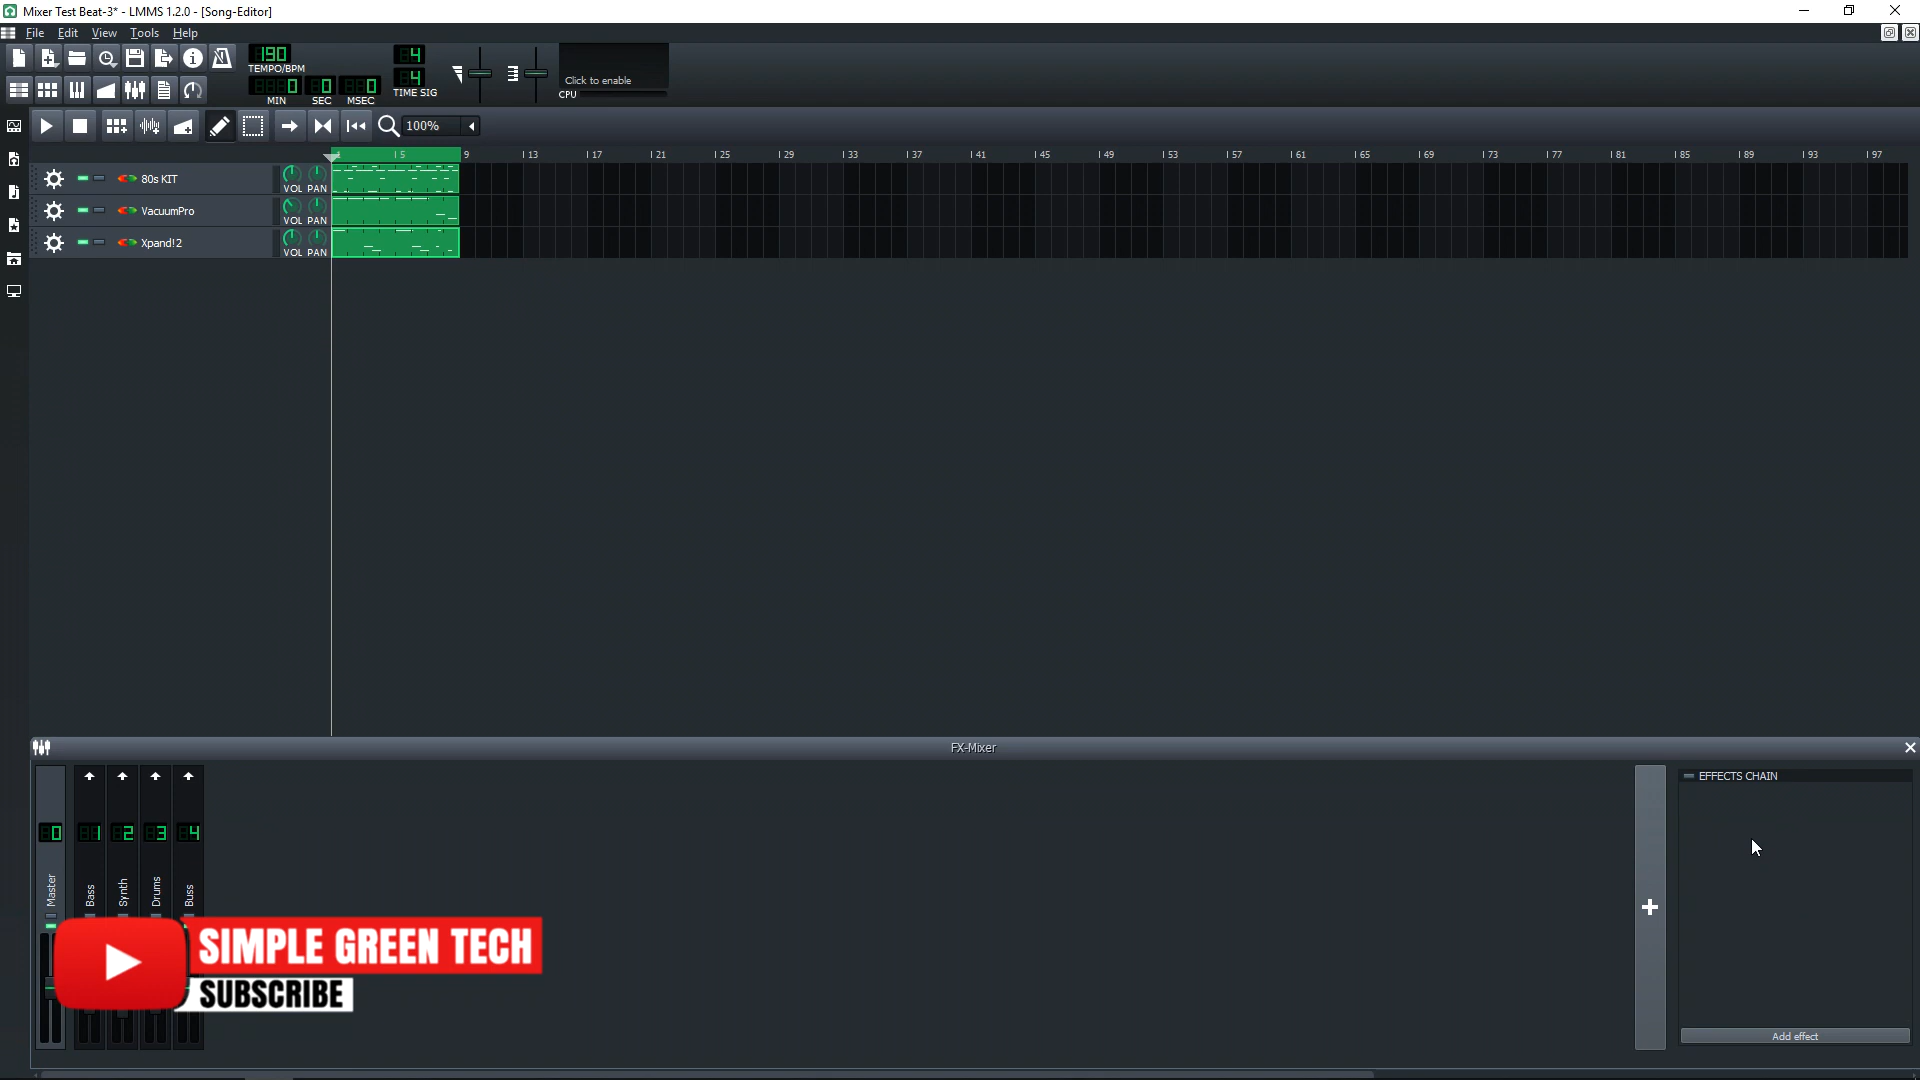 Mixer Test Beat-3* - LMMS 1.2.0 - [Song-Editor]
File Edit View Tools Help
190
TEMPO/BPM
0 0 0
MIN SEC MSEC
4
4
TIME SIG
Click to enable
CPU
100%
5 9 13 17 21 25 29 33 37 41 45 49 53 57 61 65 69 73 77 81 85 89 93 97
80s KIT VOL PAN
VacuumPro VOL PAN
Xpand!2 VOL PAN
FX-Mixer
EFFECTS CHAIN
0 1 2 3 4
Master Bass Synth Drums Buss
SIMPLE GREEN TECH
SUBSCRIBE
Add effect